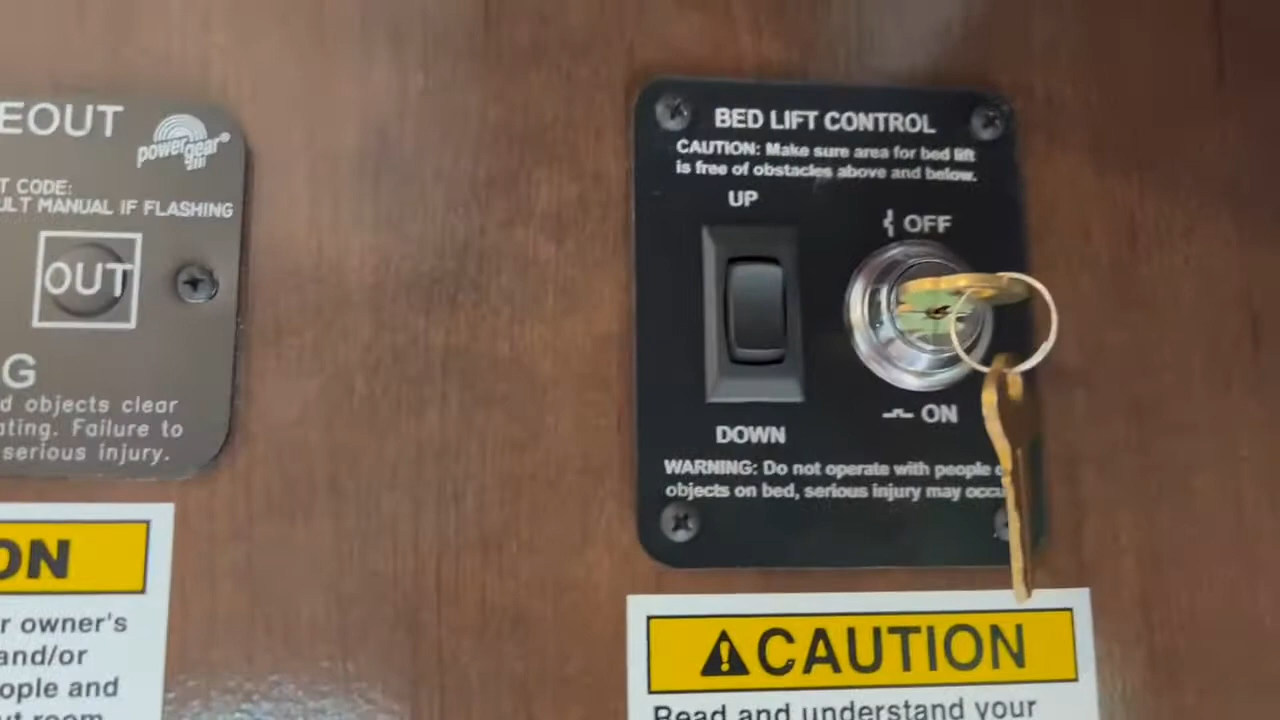 EOUT
powergear
T CODE:
ULT MANUAL IF FLASHING
OUT
G
d objects clear
ating. Failure to
serious injury.
ON
r owner's
and/or
ople and
ut room
BED LIFT CONTROL
CAUTION: Make sure area for bed lift
is free of obstacles above and below.
UP
OFF
DOWN
ON
WARNING: Do not operate with people o
objects on bed, serious injury may occu
CAUTION
Read and understand your